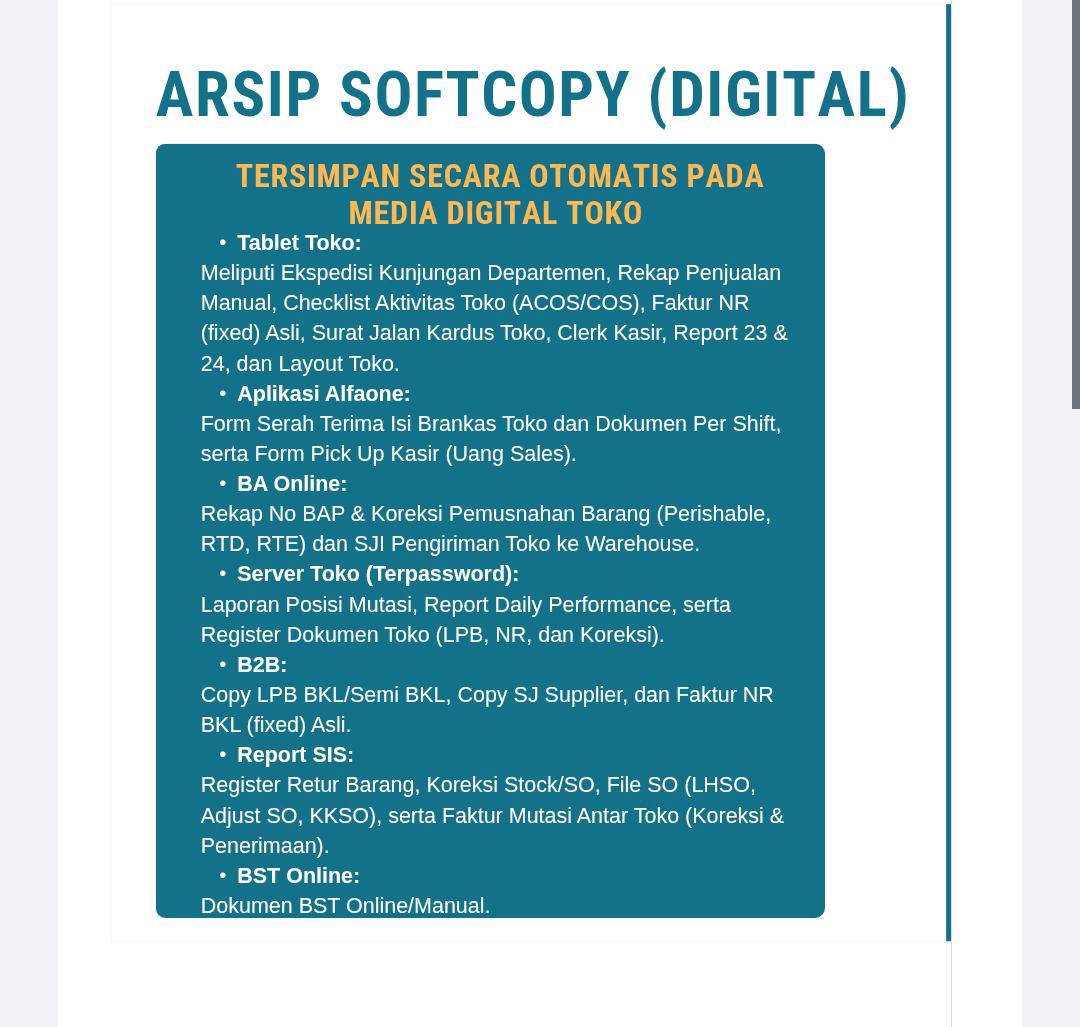 ARSIP SOFTCOPY (DIGITAL)
TERSIMPAN SECARA OTOMATIS PADA
MEDIA DIGITAL TOKO
• Tablet Toko:
Meliputi Ekspedisi Kunjungan Departemen, Rekap Penjualan
Manual, Checklist Aktivitas Toko (ACOS/COS), Faktur NR
(fixed) Asli, Surat Jalan Kardus Toko, Clerk Kasir, Report 23 &
24, dan Layout Toko.
• Aplikasi Alfaone:
Form Serah Terima Isi Brankas Toko dan Dokumen Per Shift,
serta Form Pick Up Kasir (Uang Sales).
• BA Online:
Rekap No BAP & Koreksi Pemusnahan Barang (Perishable,
RTD, RTE) dan SJI Pengiriman Toko ke Warehouse.
• Server Toko (Terpassword):
Laporan Posisi Mutasi, Report Daily Performance, serta
Register Dokumen Toko (LPB, NR, dan Koreksi).
• B2B:
Copy LPB BKL/Semi BKL, Copy SJ Supplier, dan Faktur NR
BKL (fixed) Asli.
• Report SIS:
Register Retur Barang, Koreksi Stock/SO, File SO (LHSO,
Adjust SO, KKSO), serta Faktur Mutasi Antar Toko (Koreksi &
Penerimaan).
• BST Online:
Dokumen BST Online/Manual.